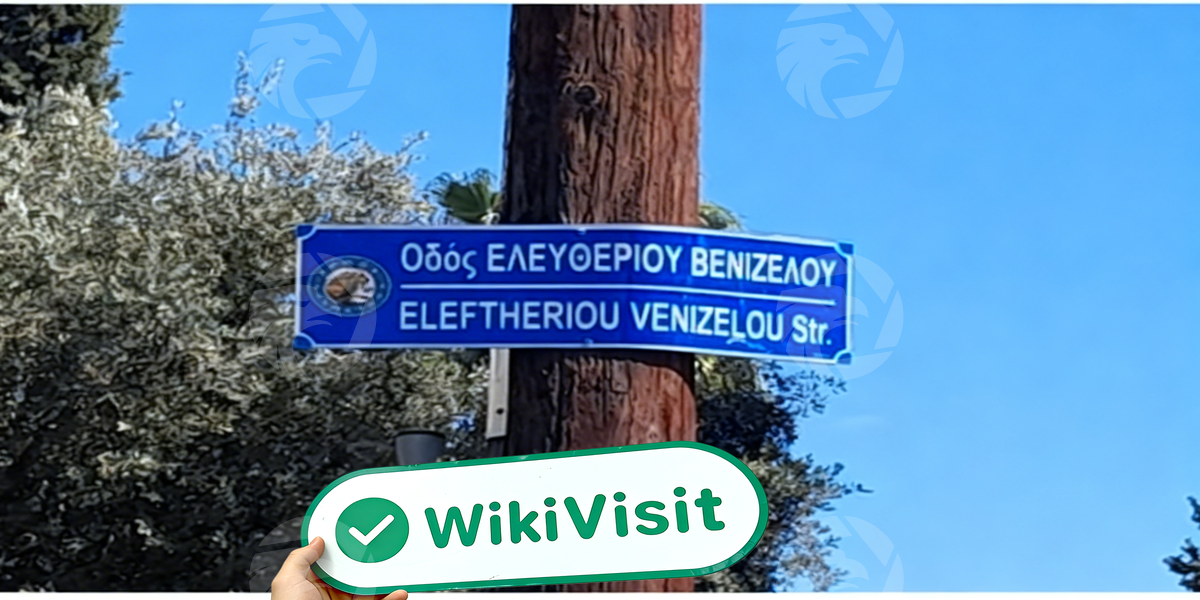 Οδός ΕΛΕΥΘΕΡΙΟΥ ΒΕΝΙΖΕΛΟΥ
ELEFTHERIOU VENIZELOU Str.
WikiVisit